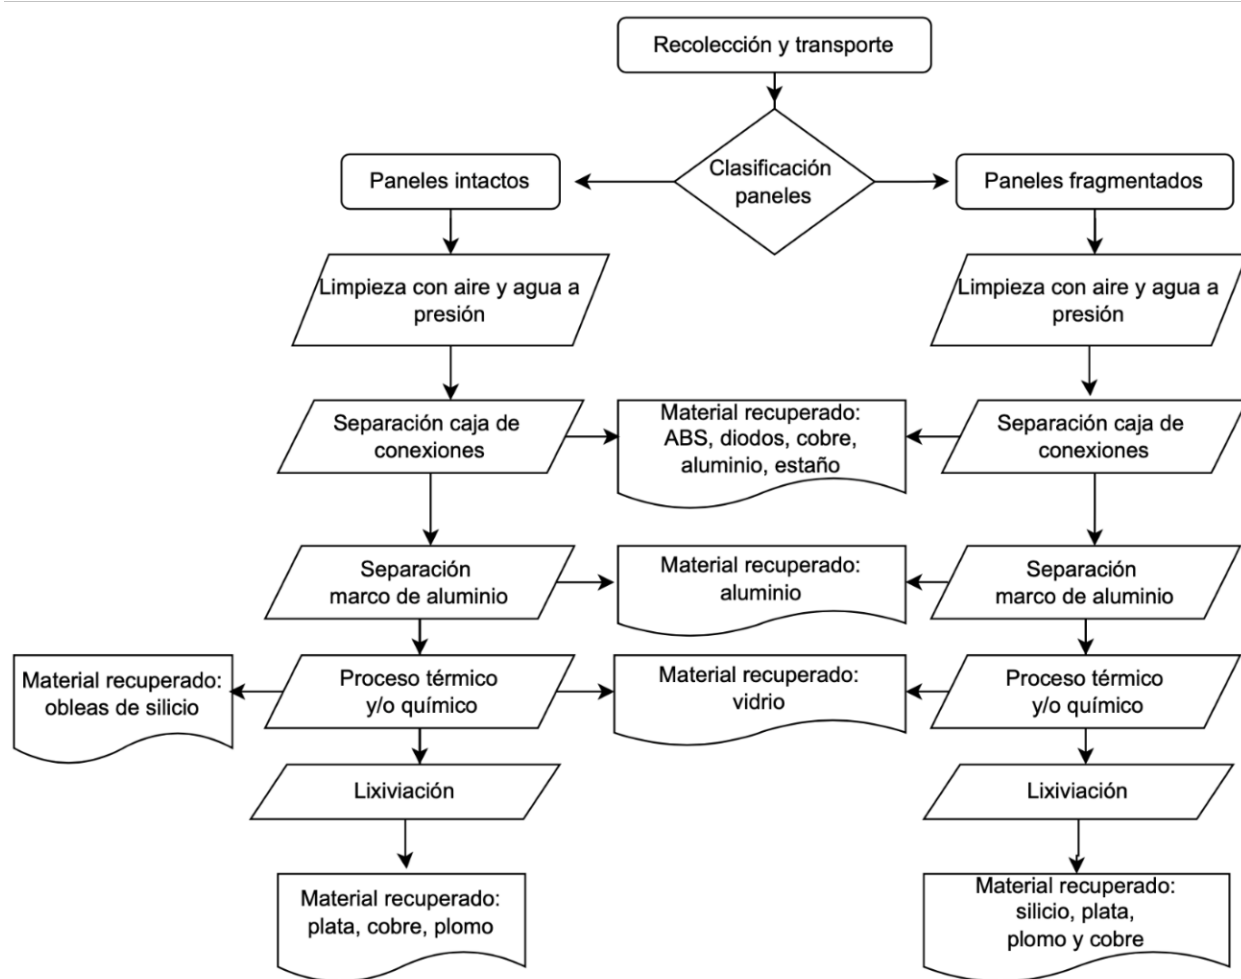 Recolección y transporte
Clasificación
paneles
Paneles intactos
Paneles fragmentados
Limpieza con aire y agua a
presión
Limpieza con aire y agua a
presión
Separación caja de
conexiones
Material recuperado:
ABS, diodos, cobre,
aluminio, estaño
Separación caja de
conexiones
Separación
marco de aluminio
Material recuperado:
aluminio
Separación
marco de aluminio
Material recuperado:
obleas de silicio
Proceso térmico
y/o químico
Material recuperado:
vidrio
Proceso térmico
y/o químico
Lixiviación
Lixiviación
Material recuperado:
plata, cobre, plomo
Material recuperado:
silicio, plata,
plomo y cobre